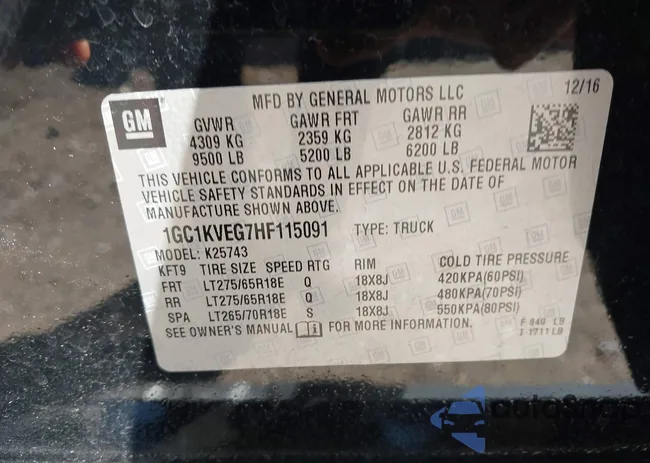 MFD BY GENERAL MOTORS LLC 12/16
GM
GVWR GAWR FRT GAWR RR
4309 KG 2359 KG 2812 KG
9500 LB 5200 LB 6200 LB
THIS VEHICLE CONFORMS TO ALL APPLICABLE U.S. FEDERAL MOTOR
VEHICLE SAFETY STANDARDS IN EFFECT ON THE DATE OF
MANUFACTURE SHOWN ABOVE.
1GC1KVEG7HF115091 TYPE: TRUCK
MODEL: K25743
KFT9 TIRE SIZE SPEED RTG RIM COLD TIRE PRESSURE
FRT LT275/65R18E Q 18X8J 420KPA(60PSI)
RR LT275/65R18E Q 18X8J 480KPA(70PSI)
SPA LT265/70R18E S 18X8J 550KPA(80PSI)
SEE OWNER'S MANUAL FOR MORE INFORMATION.
F 840 LB
I 1711LB